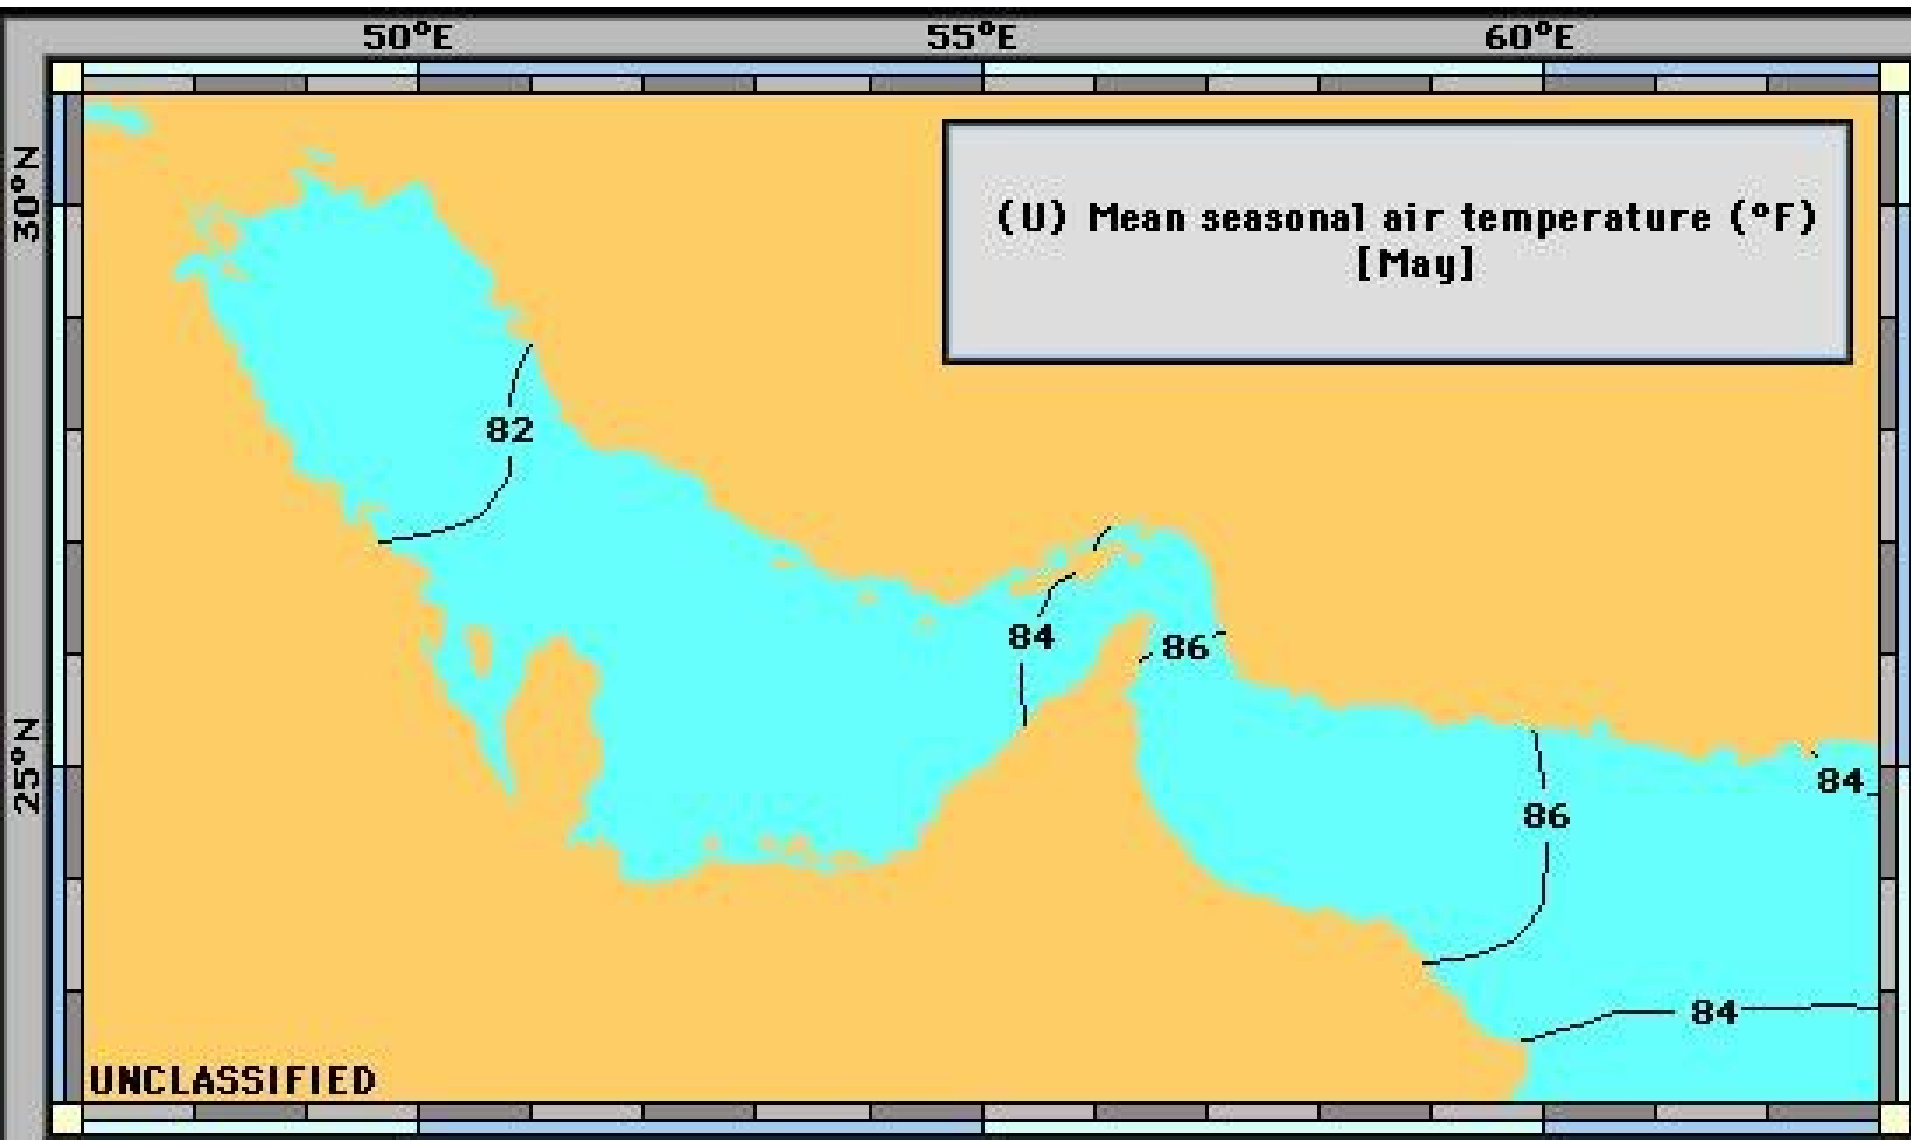 50°E 55°E 60°E
30°N
(U) Mean seasonal air temperature (°F)
[May]
82
84
86
25°N
84
86
84
UNCLASSIFIED